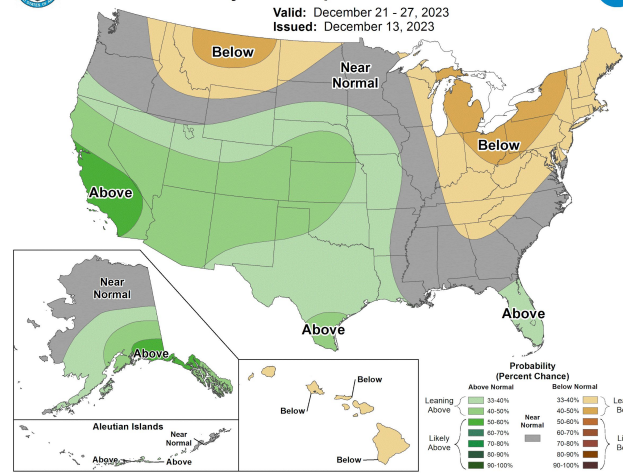 Valid: December 21 - 27, 2023
Issued: December 13, 2023
Below
Near
Normal
Below
Above
Above
Above
Near
Normal
Above
Aleutian Islands
Near
Normal
Above
Above
Below
Below
Below
Probability
(Percent Chance)
Above Normal
Below Normal
Leaning
Above
33-40%
40-50%
50-60%
Likely
Above
60-70%
70-80%
80-90%
90-100%
Near
Normal
33-40%
40-50%
50-60%
60-70%
70-80%
80-90%
90-100%